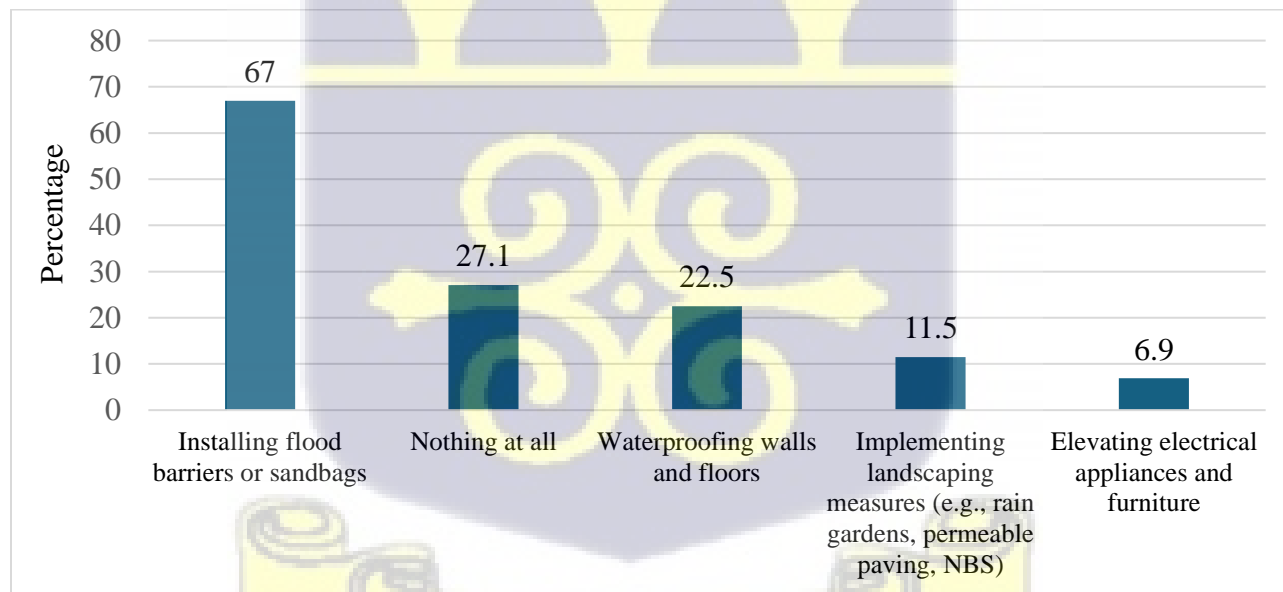 80
70
60
50
40
30
20
10
0
Percentage
67
27.1
22.5
11.5
6.9
Installing flood
barriers or sandbags
Nothing at all
Waterproofing walls
and floors
Implementing
landscaping
measures (e.g., rain
gardens, permeable
paving, NBS)
Elevating electrical
appliances and
furniture